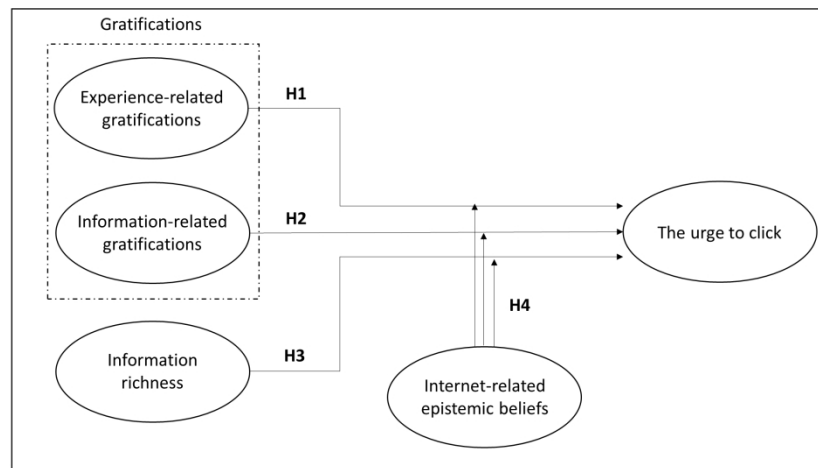 Gratifications
Experience-related
gratifications
H1
Information-related
gratifications
H2
The urge to click
Information
richness
H3
H4
Internet-related
epistemic beliefs